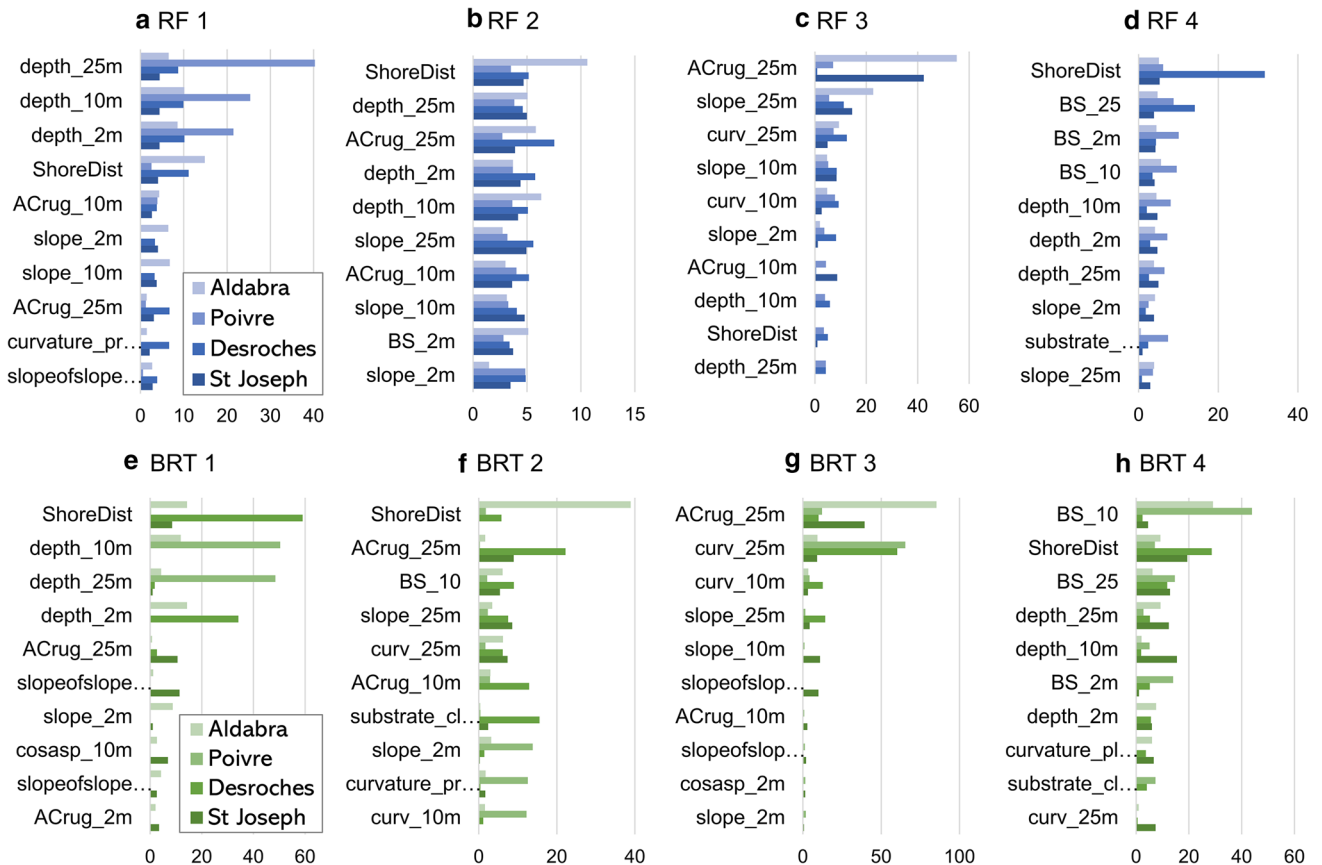 a RF 1
depth_25m
depth_10m
depth_2m
ShoreDist
ACrug_10m
slope_2m
slope_10m
ACrug_25m
curvature_pr…
slopeofslope…
Aldabra
Poivre
Desroches
St Joseph
0 10 20 30 40
b RF 2
ShoreDist
depth_25m
ACrug_25m
depth_2m
depth_10m
slope_25m
ACrug_10m
slope_10m
BS_2m
slope_2m
0 5 10 15
c RF 3
ACrug_25m
slope_25m
curv_25m
slope_10m
curv_10m
slope_2m
ACrug_10m
depth_10m
ShoreDist
depth_25m
0 20 40 60
d RF 4
ShoreDist
BS_25
BS_2m
BS_10
depth_10m
depth_2m
depth_25m
slope_2m
substrate_…
slope_25m
0 20 40
e BRT 1
ShoreDist
depth_10m
depth_25m
depth_2m
ACrug_25m
slopeofslope…
slope_2m
cosasp_10m
slopeofslope…
ACrug_2m
Aldabra
Poivre
Desroches
St Joseph
0 20 40 60
f BRT 2
ShoreDist
ACrug_25m
BS_10
slope_25m
curv_25m
ACrug_10m
substrate_cl…
slope_2m
curvature_pr…
curv_10m
0 20 40
g BRT 3
ACrug_25m
curv_25m
curv_10m
slope_25m
slope_10m
slopeofslop…
ACrug_10m
slopeofslop…
cosasp_2m
slope_2m
0 50 100
h BRT 4
BS_10
ShoreDist
BS_25
depth_25m
depth_10m
BS_2m
depth_2m
curvature_pl…
substrate_cl…
curv_25m
0 20 40 60